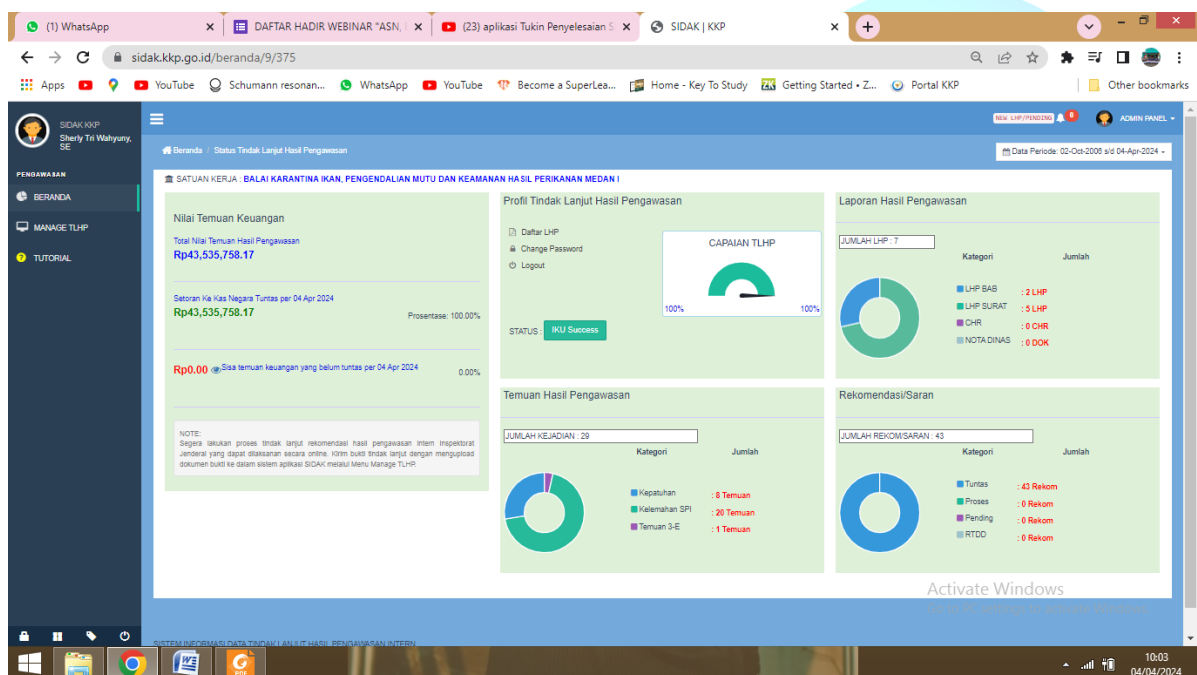 (1) WhatsApp
DAFTAR HADIR WEBINAR "ASN,
(23) aplikasi Tukin Penyelesaian S
SIDAK | KKP
sidak.kkp.go.id/beranda/9/375
Apps
YouTube
Schumann resonan...
WhatsApp
YouTube
Become a SuperLea...
Home - Key To Study
Getting Started • Z...
Portal KKP
Other bookmarks
SIDAK KKP
Sherly Tri Wahyuny, SE
NEW LHP/PENDING
0
ADMIN PANEL
Beranda / Status Tindak Lanjut Hasil Pengawasan
Data Periode: 02-Oct-2006 s/d 04-Apr-2024
PENGAWASAN
BERANDA
MANAGE TLHP
TUTORIAL
SATUAN KERJA : BALAI KARANTINA IKAN, PENGENDALIAN MUTU DAN KEAMANAN HASIL PERIKANAN MEDAN I
Nilai Temuan Keuangan
Total Nilai Temuan Hasil Pengawasan
Rp43,535,758.17
Setoran Ke Kas Negara Tuntas per 04 Apr 2024
Rp43,535,758.17
Prosentase: 100.00%
Rp0.00 Sisa temuan keuangan yang belum tuntas per 04 Apr 2024
0.00%
NOTE:
Segera lakukan proses tindak lanjut rekomendasi hasil pengawasan Intern Inspektorat
Jenderal yang dapat dilaksanan secara online. Kirim bukti tindak lanjut dengan mengupload
dokumen bukti ke dalam sistem aplikasi SIDAK melalui Menu Manage TLHP.
Profil Tindak Lanjut Hasil Pengawasan
Daftar LHP
Change Password
Logout
CAPAIAN TLHP
100%
100%
STATUS : IKU Success
Laporan Hasil Pengawasan
JUMLAH LHP : 7
Kategori Jumlah
LHP BAB : 2 LHP
LHP SURAT : 5 LHP
CHR : 0 CHR
NOTA DINAS : 0 DOK
Temuan Hasil Pengawasan
JUMLAH KEJADIAN : 29
Kategori Jumlah
Kepatuhan : 8 Temuan
Kelemahan SPI : 20 Temuan
Temuan 3-E : 1 Temuan
Rekomendasi/Saran
JUMLAH REKOM/SARAN : 43
Kategori Jumlah
Tuntas : 43 Rekom
Proses : 0 Rekom
Pending : 0 Rekom
RTDD : 0 Rekom
Activate Windows
SISTEM INFORMASI DATA TINDAK LANJUT HASIL PENGAWASAN INTERN
PDF
10:03
04/04/2024